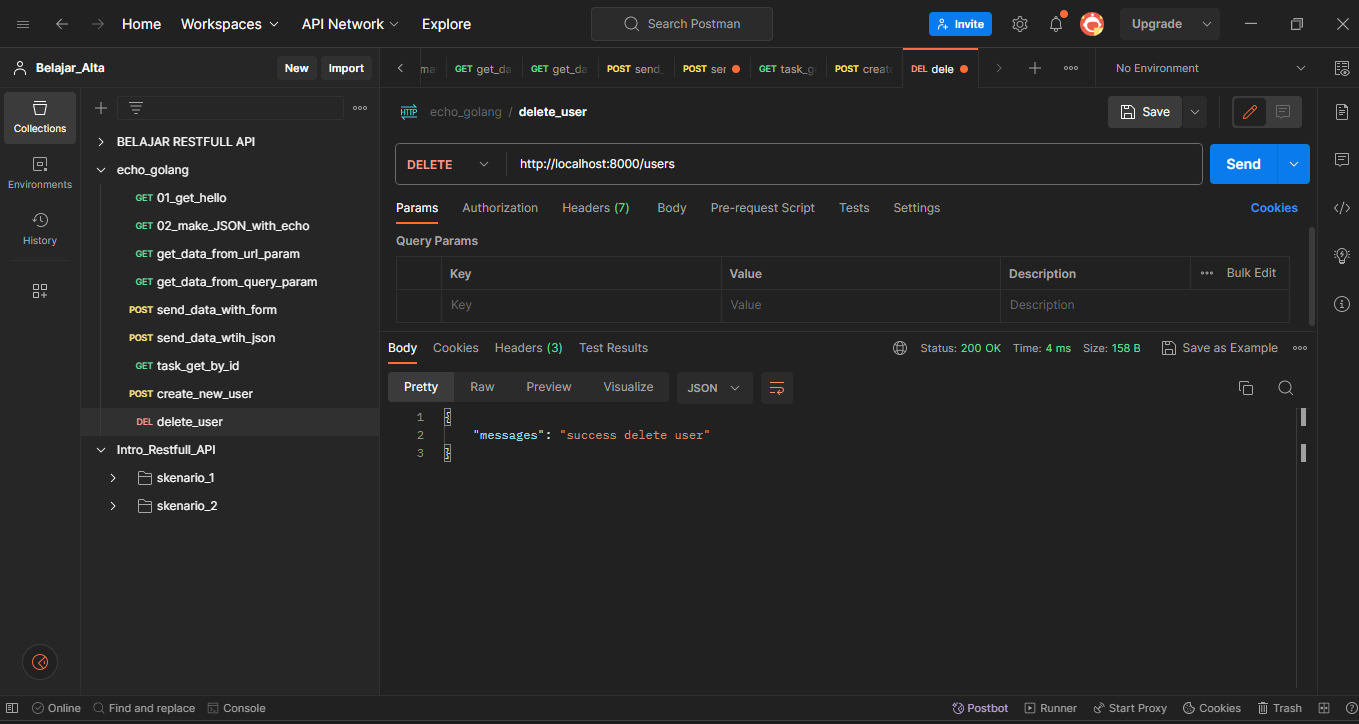 Home Workspaces API Network Explore Search Postman Invite Upgrade
Belajar_Alta New Import
GET get_da GET get_da POST send_ POST ser GET task_g POST creat DEL dele No Environment
Collections
Environments
History
BELAJAR RESTFULL API
echo_golang
GET 01_get_hello
GET 02_make_JSON_with_echo
GET get_data_from_url_param
GET get_data_from_query_param
POST send_data_with_form
POST send_data_wtih_json
GET task_get_by_id
POST create_new_user
DEL delete_user
Intro_Restfull_API
skenario_1
skenario_2
HTTP echo_golang / delete_user Save
DELETE http://localhost:8000/users Send
Params Authorization Headers (7) Body Pre-request Script Tests Settings Cookies
Query Params
Key Value Description Bulk Edit
Key Value Description
Body Cookies Headers (3) Test Results Status: 200 OK Time: 4 ms Size: 158 B Save as Example
Pretty Raw Preview Visualize JSON
1 {
2 "messages": "success delete user"
3 }
Online Find and replace Console Postbot Runner Start Proxy Cookies Trash